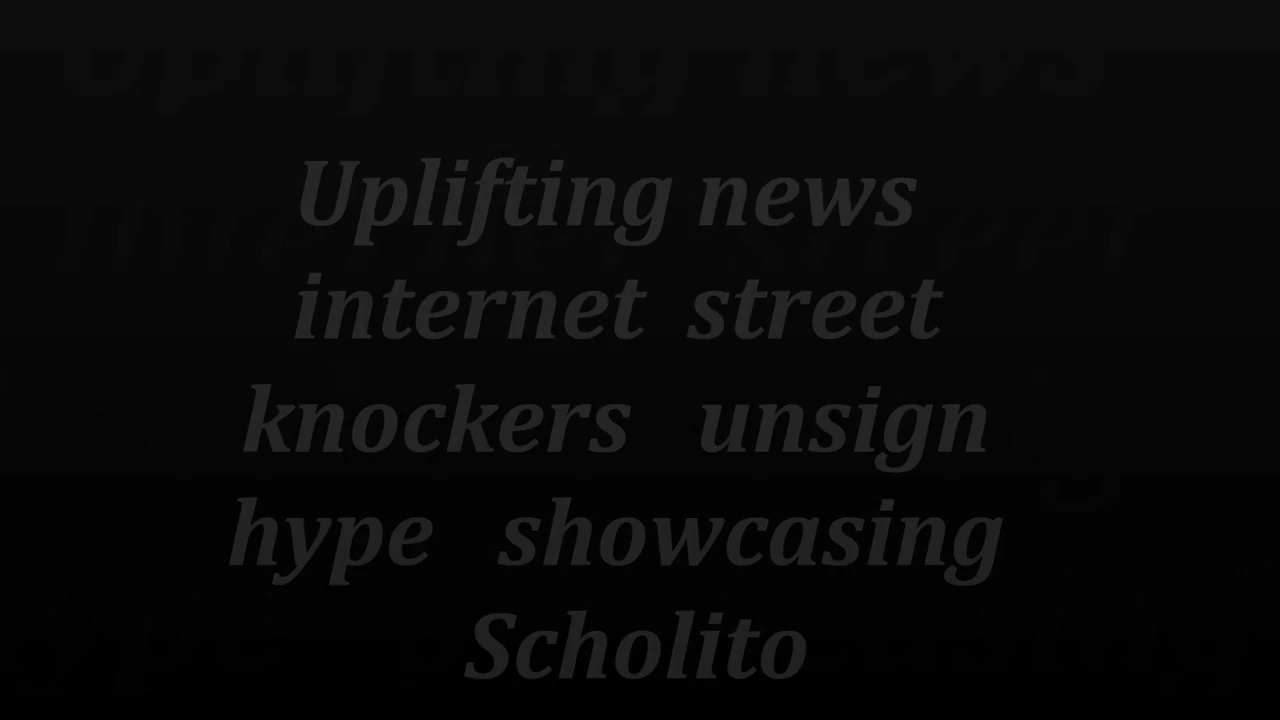 Uplifting news
internet street
knockers unsign
hype showcasing
Scholito